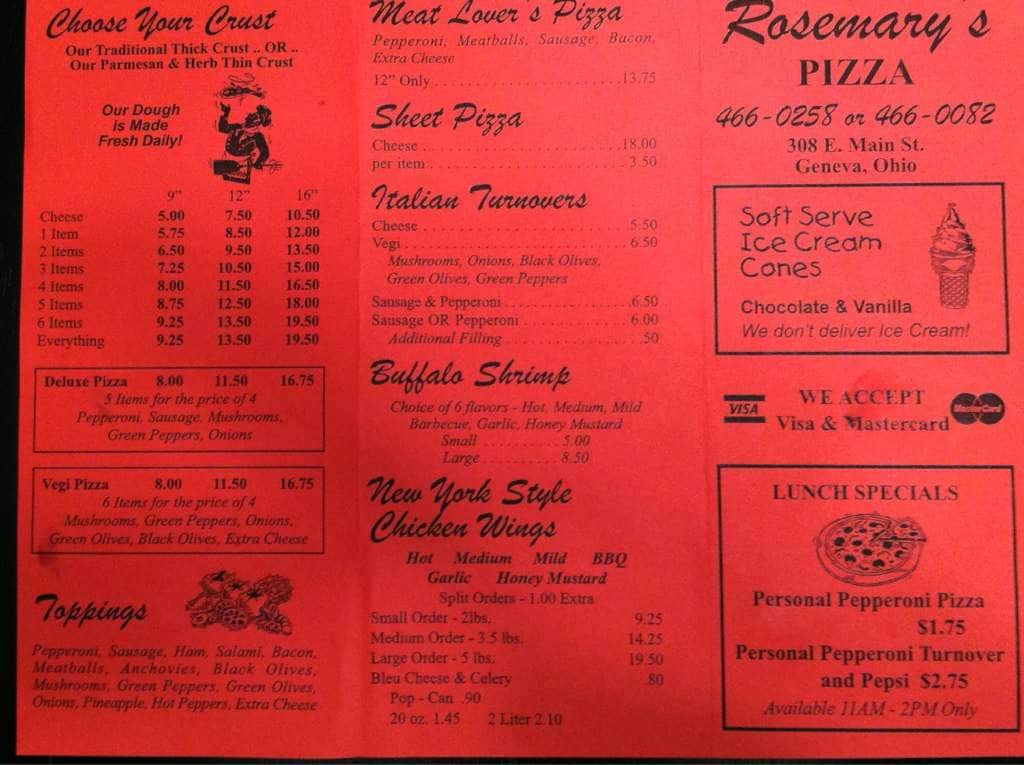 Choose Your Crust
Our Traditional Thick Crust .. OR ..
Our Parmesan & Herb Thin Crust
Our Dough
is Made
Fresh Daily!
9" 12" 16"
Cheese 5.00 7.50 10.50
1 Item 5.75 8.50 12.00
2 Items 6.50 9.50 13.50
3 Items 7.25 10.50 15.00
4 Items 8.00 11.50 16.50
5 Items 8.75 12.50 18.00
6 Items 9.25 13.50 19.50
Everything 9.25 13.50 19.50
Deluxe Pizza 8.00 11.50 16.75
5 Items for the price of 4
Pepperoni, Sausage, Mushrooms,
Green Peppers, Onions
Vegi Pizza 8.00 11.50 16.75
6 Items for the price of 4
Mushrooms, Green Peppers, Onions,
Green Olives, Black Olives, Extra Cheese
Toppings
Pepperoni, Sausage, Ham, Salami, Bacon,
Meatballs, Anchovies, Black Olives,
Mushrooms, Green Peppers, Green Olives,
Onions, Pineapple, Hot Peppers, Extra Cheese
Meat Lover's Pizza
Pepperoni, Meatballs, Sausage, Bacon,
Extra Cheese
12" Only 13.75
Sheet Pizza
Cheese 18.00
per item 3.50
Italian Turnovers
Cheese 5.50
Vegi 6.50
Mushrooms, Onions, Black Olives,
Green Olives, Green Peppers
Sausage & Pepperoni 6.50
Sausage OR Pepperoni 6.00
Additional Filling .50
Buffalo Shrimp
Choice of 6 flavors - Hot, Medium, Mild
Barbecue, Garlic, Honey Mustard
Small 5.00
Large 8.50
New York Style
Chicken Wings
Hot Medium Mild BBQ
Garlic Honey Mustard
Split Orders - 1.00 Extra
Small Order - 2lbs. 9.25
Medium Order - 3.5 lbs. 14.25
Large Order - 5 lbs. 19.50
Bleu Cheese & Celery .80
Pop - Can .90
20 oz. 1.45 2 Liter 2.10
Rosemary's
PIZZA
466-0258 or 466-0082
308 E. Main St.
Geneva, Ohio
Soft Serve
Ice Cream
Cones
Chocolate & Vanilla
We don't deliver Ice Cream!
VISA WE ACCEPT MasterCard
Visa & Mastercard
LUNCH SPECIALS
Personal Pepperoni Pizza
$1.75
Personal Pepperoni Turnover
and Pepsi $2.75
Available 11AM - 2PM Only